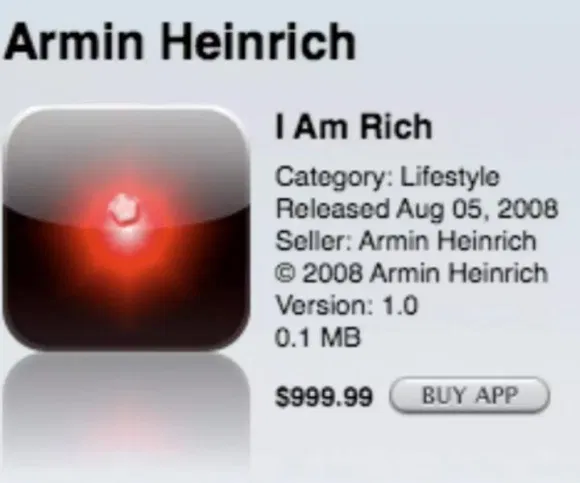 Armin Heinrich
I Am Rich
Category: Lifestyle
Released Aug 05, 2008
Seller: Armin Heinrich
© 2008 Armin Heinrich
Version: 1.0
0.1 MB
$999.99 BUY APP